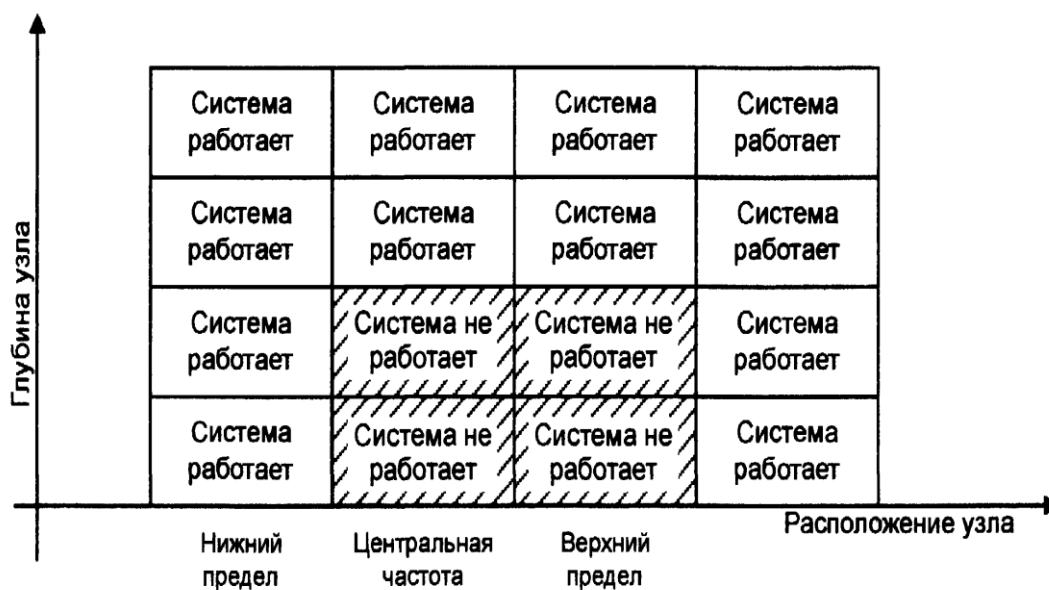 Глубина узла
Система
работает
Система
работает
Система
работает
Система
работает
Система
работает
Система
работает
Система
работает
Система
работает
Система
работает
Система не
работает
Система не
работает
Система
работает
Система
работает
Система не
работает
Система не
работает
Система
работает
Расположение узла
Нижний
предел
Центральная
частота
Верхний
предел